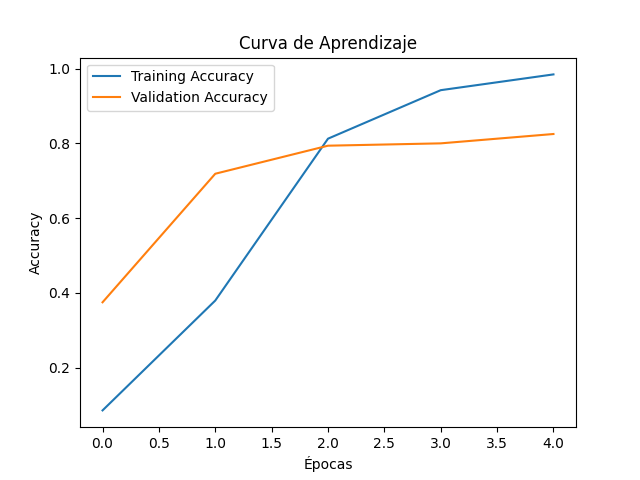 Curva de Aprendizaje
Training Accuracy
Validation Accuracy
Accuracy
1.0
0.8
0.6
0.4
0.2
0.0 0.5 1.0 1.5 2.0 2.5 3.0 3.5 4.0
Épocas